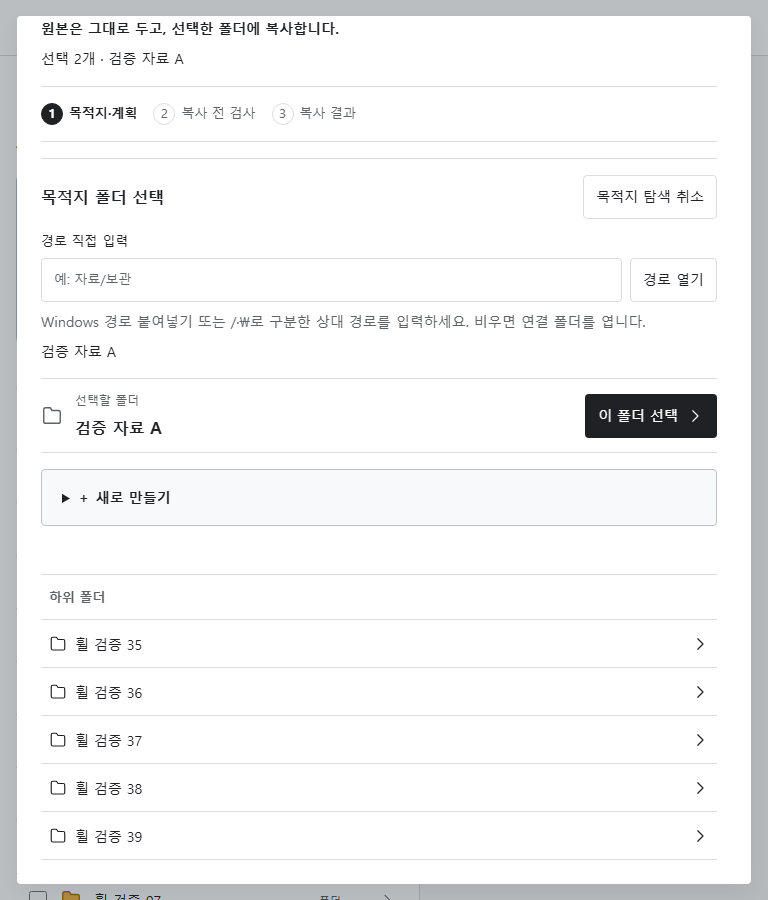 원본은 그대로 두고, 선택한 폴더에 복사합니다.
선택 2개 · 검증 자료 A
1 목적지·계획 2 복사 전 검사 3 복사 결과
목적지 폴더 선택
목적지 탐색 취소
경로 직접 입력
예: 자료/보관
경로 열기
Windows 경로 붙여넣기 또는 /·₩로 구분한 상대 경로를 입력하세요. 비우면 연결 폴더를 엽니다.
검증 자료 A
선택할 폴더
검증 자료 A
이 폴더 선택
+ 새로 만들기
하위 폴더
휠 검증 35
휠 검증 36
휠 검증 37
휠 검증 38
휠 검증 39